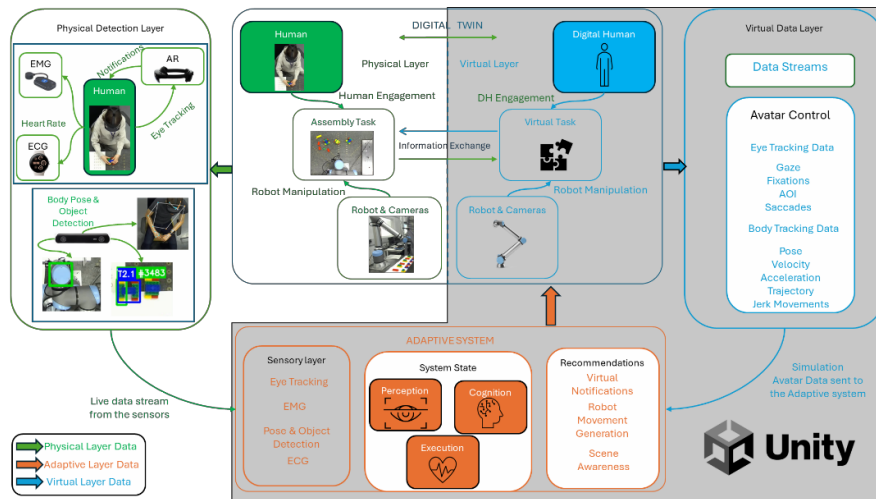 Physical Detection Layer
EMG
Notifications
AR
Human
Heart Rate
Eye Tracking
ECG
Body Pose &
Object
Detection
T2.1
3483
DIGITAL TWIN
Human
Digital Human
Physical Layer
Virtual Layer
Human Engagement
DH Engagement
Assembly Task
Virtual Task
Information Exchange
Robot Manipulation
Robot Manipulation
Robot & Cameras
Robot & Cameras
Virtual Data Layer
Data Streams
Avatar Control
Eye Tracking Data
Gaze
Fixations
AOI
Saccades
Body Tracking Data
Pose
Velocity
Acceleration
Trajectory
Jerk Movements
ADAPTIVE SYSTEM
Sensory layer
Eye Tracking
EMG
Pose & Object
Detection
ECG
System State
Perception
Cognition
Execution
Recommendations
Virtual
Notifications
Robot
Movement
Generation
Scene
Awareness
Live data stream
from the sensors
Simulation
Avatar Data sent
to the Adaptive system
Physical Layer Data
Adaptive Layer Data
Virtual Layer Data
Unity